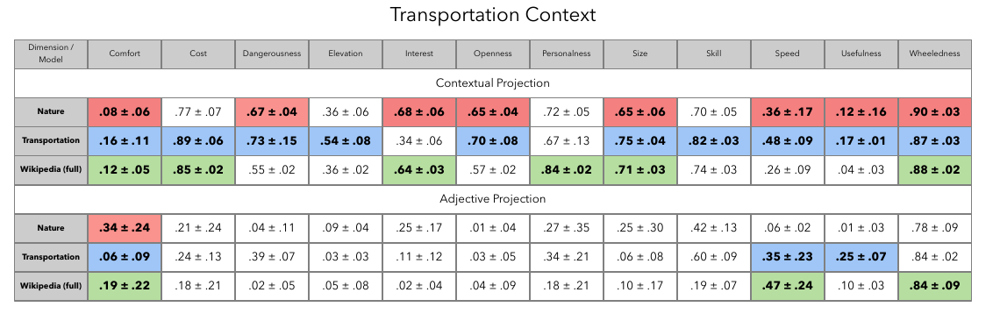 Transportation Context
Dimension / Model Comfort Cost Dangerousness Elevation Interest Openness Personalness Size Skill Speed Usefulness Wheeledness
Contextual Projection
Nature .08 ± .06 .77 ± .07 .67 ± .04 .36 ± .06 .68 ± .06 .65 ± .04 .72 ± .05 .65 ± .06 .70 ± .05 .36 ± .17 .12 ± .16 .90 ± .03
Transportation .16 ± .11 .89 ± .06 .73 ± .15 .54 ± .08 .34 ± .06 .70 ± .08 .67 ± .13 .75 ± .04 .82 ± .03 .48 ± .09 .17 ± .01 .87 ± .03
Wikipedia (full) .12 ± .05 .85 ± .02 .55 ± .02 .36 ± .02 .64 ± .03 .57 ± .02 .84 ± .02 .71 ± .03 .74 ± .03 .26 ± .09 .04 ± .03 .88 ± .02
Adjective Projection
Nature .34 ± .24 .21 ± .24 .04 ± .11 .09 ± .04 .25 ± .17 .01 ± .04 .27 ± .35 .25 ± .30 .42 ± .13 .06 ± .02 .01 ± .03 .78 ± .09
Transportation .06 ± .09 .24 ± .13 .39 ± .07 .03 ± .03 .11 ± .12 .03 ± .05 .34 ± .21 .06 ± .08 .60 ± .09 .35 ± .23 .25 ± .07 .84 ± .02
Wikipedia (full) .19 ± .22 .18 ± .21 .02 ± .05 .05 ± .08 .02 ± .04 .04 ± .09 .18 ± .21 .10 ± .17 .19 ± .07 .47 ± .24 .10 ± .03 .84 ± .09